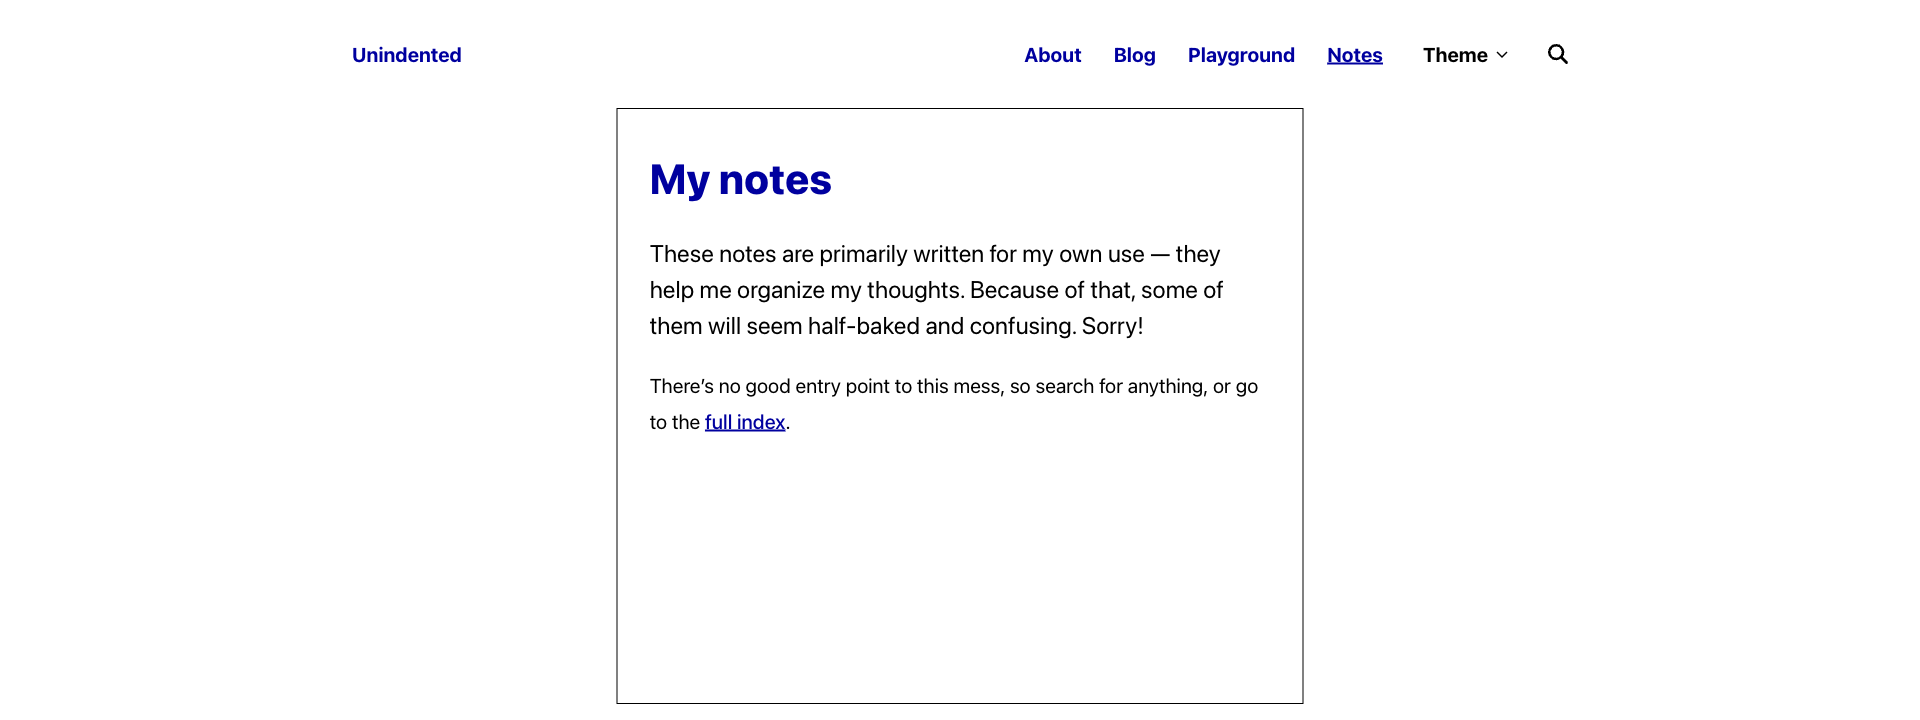 Unindented
About Blog Playground Notes Theme
My notes
These notes are primarily written for my own use — they
help me organize my thoughts. Because of that, some of
them will seem half-baked and confusing. Sorry!
There’s no good entry point to this mess, so search for anything, or go
to the full index.